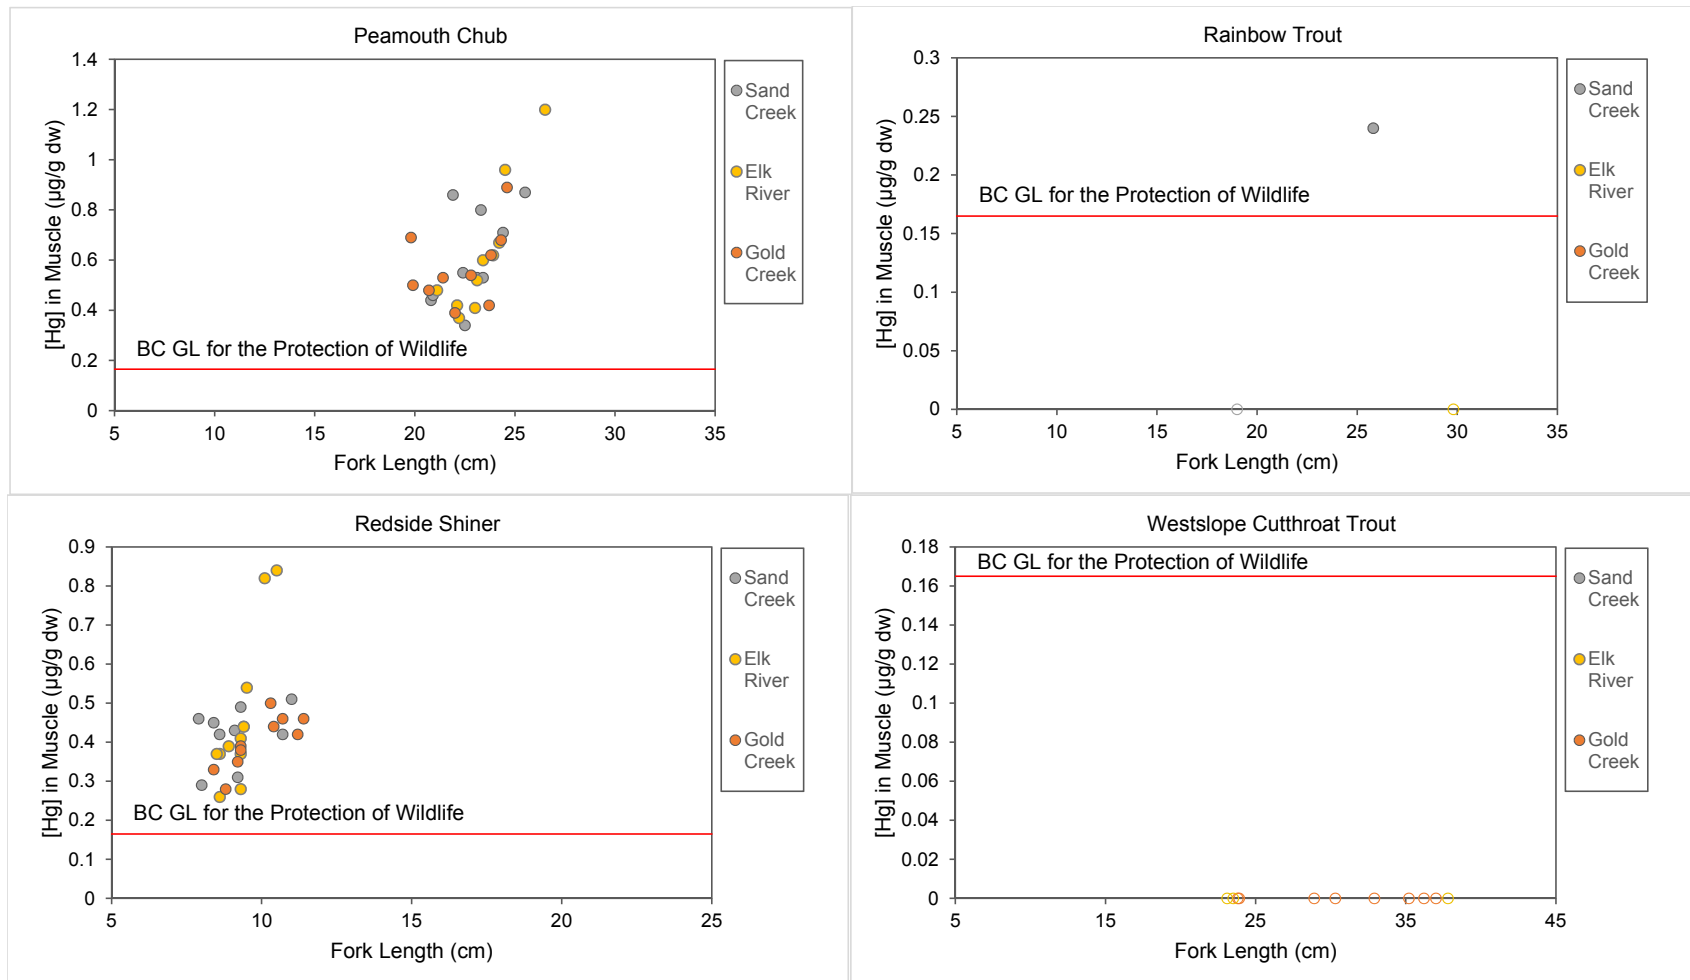 Peamouth Chub
1.4
1.2
1
0.8
0.6
0.4
0.2
0
[Hg] in Muscle (µg/g dw)
BC GL for the Protection of Wildlife
5
10
15
20
25
30
35
Fork Length (cm)
Sand
Creek
Elk
River
Gold
Creek
Rainbow Trout
0.3
0.25
0.2
0.15
0.1
0.05
0
[Hg] in Muscle (µg/g dw)
BC GL for the Protection of Wildlife
5
10
15
20
25
30
35
Fork Length (cm)
Sand
Creek
Elk
River
Gold
Creek
Redside Shiner
0.9
0.8
0.7
0.6
0.5
0.4
0.3
0.2
0.1
0
[Hg] in Muscle (µg/g dw)
BC GL for the Protection of Wildlife
5
10
15
20
25
Fork Length (cm)
Sand
Creek
Elk
River
Gold
Creek
Westslope Cutthroat Trout
0.18
0.16
0.14
0.12
0.1
0.08
0.06
0.04
0.02
0
[Hg] in Muscle (µg/g dw)
BC GL for the Protection of Wildlife
5
15
25
35
45
Fork Length (cm)
Sand
Creek
Elk
River
Gold
Creek